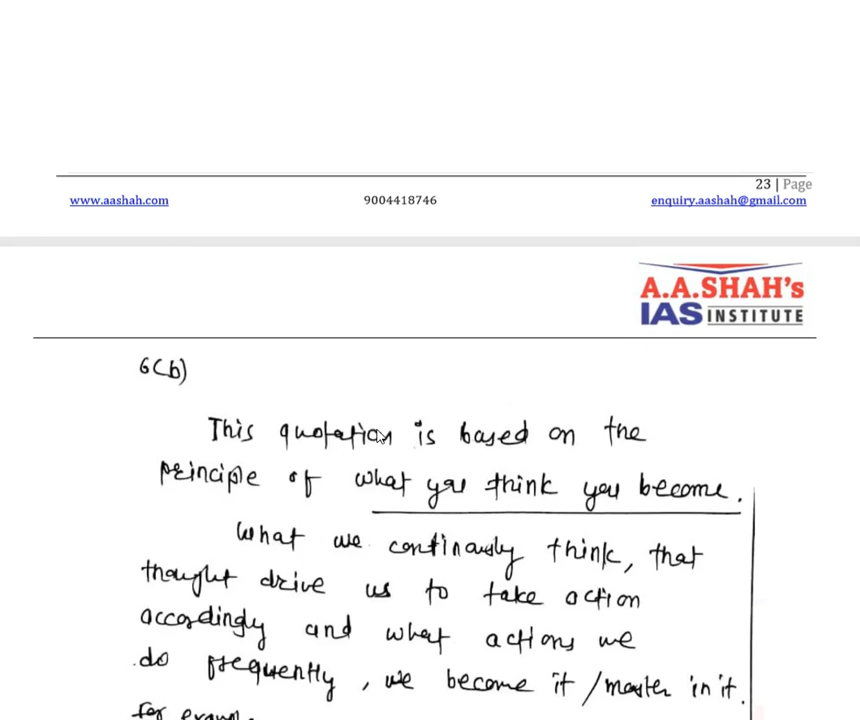 23 | Page
www.aashah.com 9004418746 enquiry.aashah@gmail.com
A.A.SHAH's
IAS INSTITUTE
6(b)
This quotation is based on the
principle of what you think you become.
What we continously think, that
thought drive us to take action
accordingly and what actions we
do frequently, we become it /master in it.
for